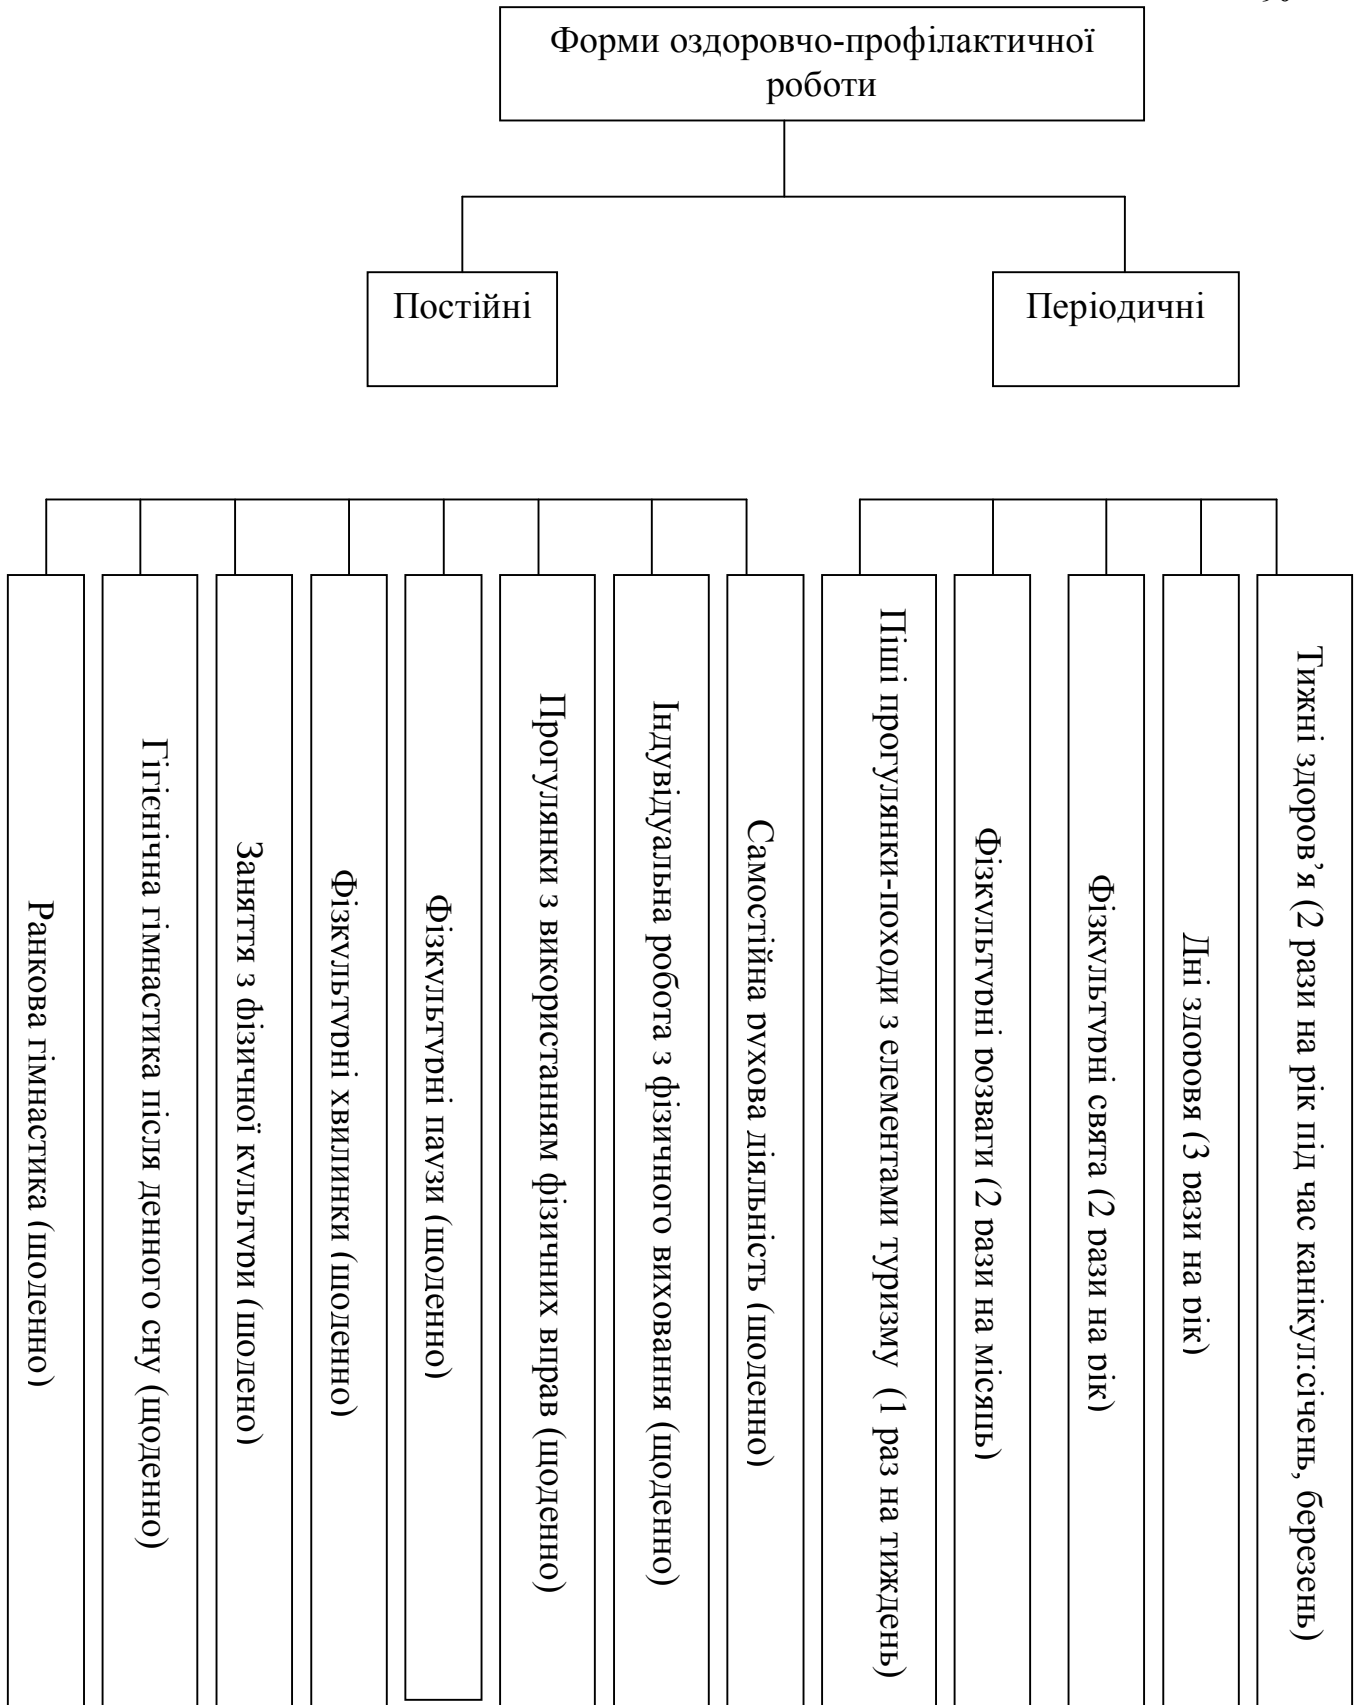 Форми оздоровчо-профілактичної
роботи
Постійні
Періодичні
Ранкова гімнастика (щоденно)
Гігієнічна гімнастика після денного сну (щоденно)
Заняття з фізичної культури (щодено)
Фізкультурні хвилинки (щоденно)
Фізкультурні паузи (щоденно)
Прогулянки з використанням фізичних вправ (щоденно)
Індувідуальна робота з фізичного виховання (щоденно)
Самостійна рухова діяльність (щоденно)
Піші прогулянки-походи з елементами туризму (1 раз на тиждень)
Фізкультурні розваги (2 рази на місяць)
Фізкультурні свята (2 рази на рік)
Дні здоровя (3 рази на рік)
Тижні здоров’я (2 рази на рік під час канікул:січень, березень)